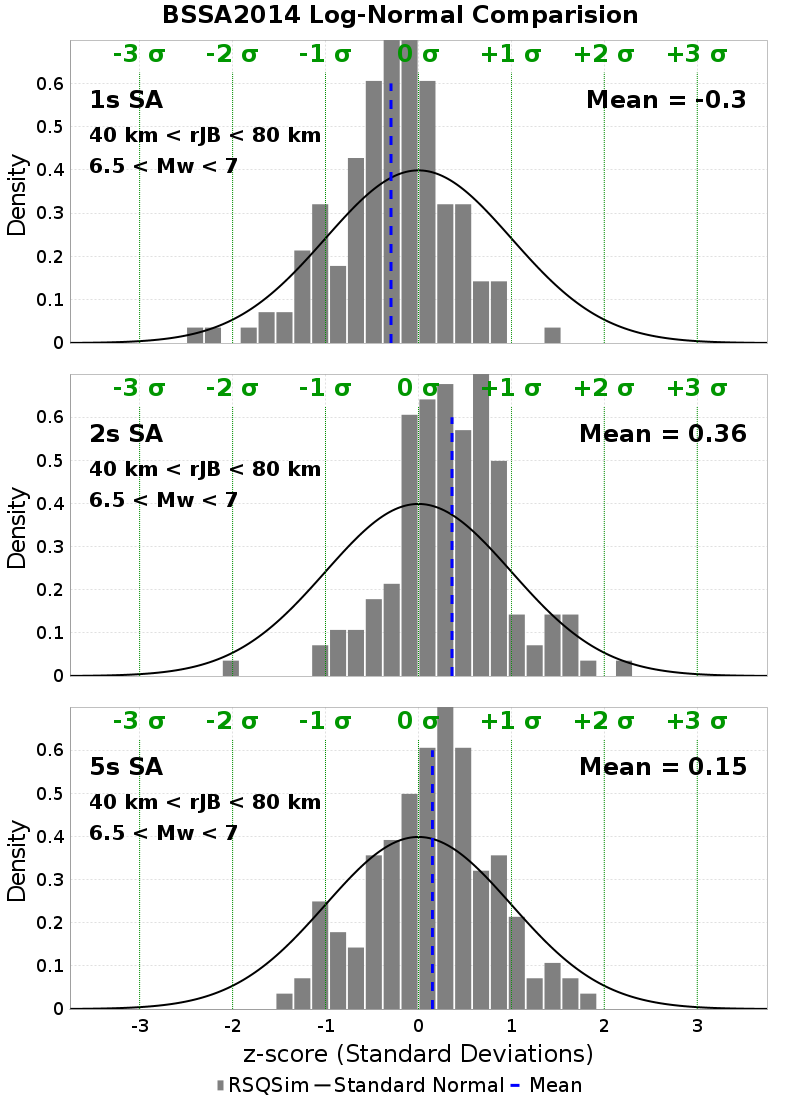 BSSA2014 Log-Normal Comparision
-3 σ -2 σ -1 σ 0 σ +1 σ +2 σ +3 σ
1s SA
Mean = -0.3
40 km < rJB < 80 km
6.5 < Mw < 7
Density
0.6
0.5
0.4
0.3
0.2
0.1
0
-3 σ -2 σ -1 σ 0 σ +1 σ +2 σ +3 σ
2s SA
Mean = 0.36
40 km < rJB < 80 km
6.5 < Mw < 7
Density
0.6
0.5
0.4
0.3
0.2
0.1
0
-3 σ -2 σ -1 σ 0 σ +1 σ +2 σ +3 σ
5s SA
Mean = 0.15
40 km < rJB < 80 km
6.5 < Mw < 7
Density
0.6
0.5
0.4
0.3
0.2
0.1
0
-3 -2 -1 0 1 2 3
z-score (Standard Deviations)
RSQSim Standard Normal Mean